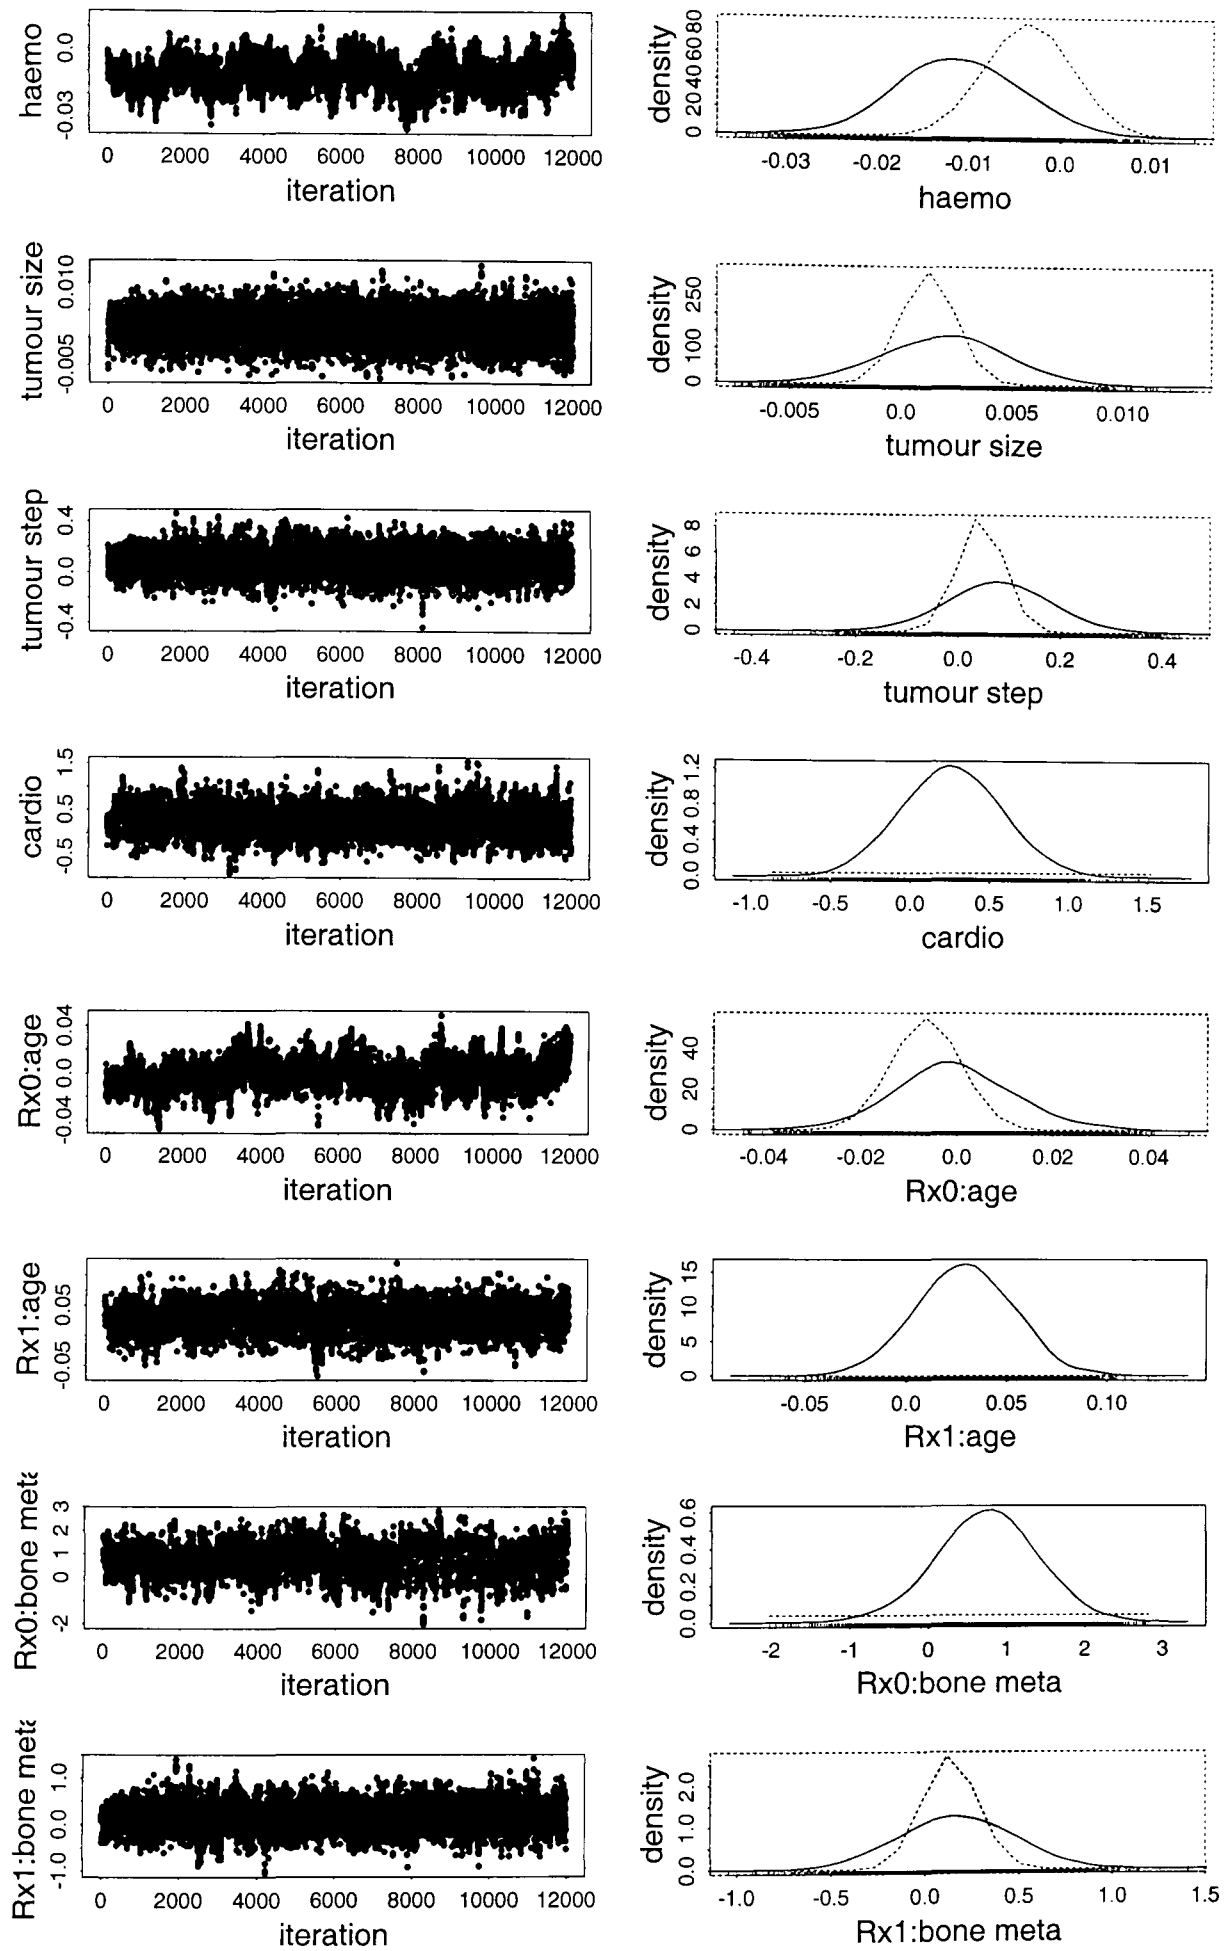 haemo
0.0
-0.03
0 2000 4000 6000 8000 10000 12000
iteration
density
0 20 40 60 80
-0.03 -0.02 -0.01 0.0 0.01
haemo
tumour size
0.010
-0.005
0 2000 4000 6000 8000 10000 12000
iteration
density
0 100 250
-0.005 0.0 0.005 0.010
tumour size
tumour step
0.4
0.0
-0.4
0 2000 4000 6000 8000 10000 12000
iteration
density
0 2 4 6 8
-0.4 -0.2 0.0 0.2 0.4
tumour step
cardio
1.5
0.5
-0.5
0 2000 4000 6000 8000 10000 12000
iteration
density
0.0 0.4 0.8 1.2
-1.0 -0.5 0.0 0.5 1.0 1.5
cardio
Rx0:age
0.04
0.0
-0.04
0 2000 4000 6000 8000 10000 12000
iteration
density
0 20 40
-0.04 -0.02 0.0 0.02 0.04
Rx0:age
Rx1:age
0.05
-0.05
0 2000 4000 6000 8000 10000 12000
iteration
density
0 5 10 15
-0.05 0.0 0.05 0.10
Rx1:age
Rx0:bone meta
3
2
1
0
-2
0 2000 4000 6000 8000 10000 12000
iteration
density
0.0 0.2 0.4 0.6
-2 -1 0 1 2 3
Rx0:bone meta
Rx1:bone meta
1.0
0.0
-1.0
0 2000 4000 6000 8000 10000 12000
iteration
density
0.0 1.0 2.0
-1.0 -0.5 0.0 0.5 1.0 1.5
Rx1:bone meta